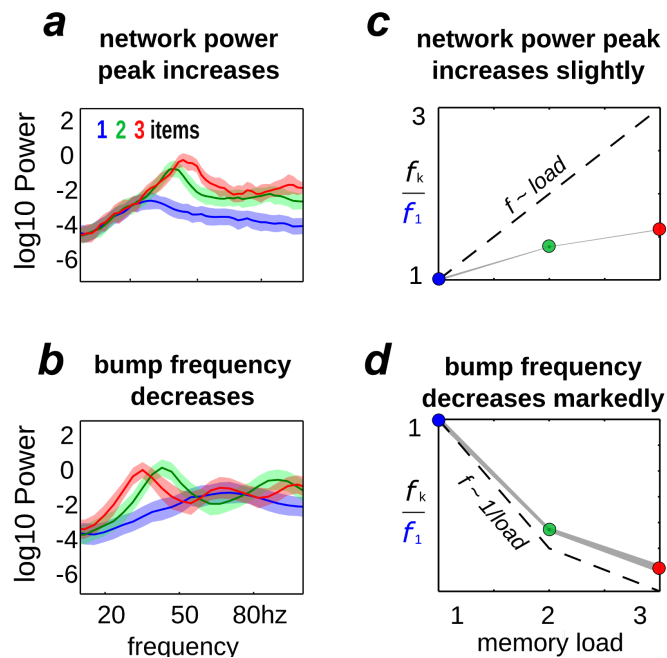 a
network power
peak increases
log10 Power
2
0
-2
-4
-6
1 2 3 items
c
network power peak
increases slightly
3
fk
f1
1
f ~ load
b
bump frequency
decreases
log10 Power
2
0
-2
-4
-6
20 50 80hz
frequency
d
bump frequency
decreases markedly
1
fk
f1
f ~ 1/load
1 2 3
memory load